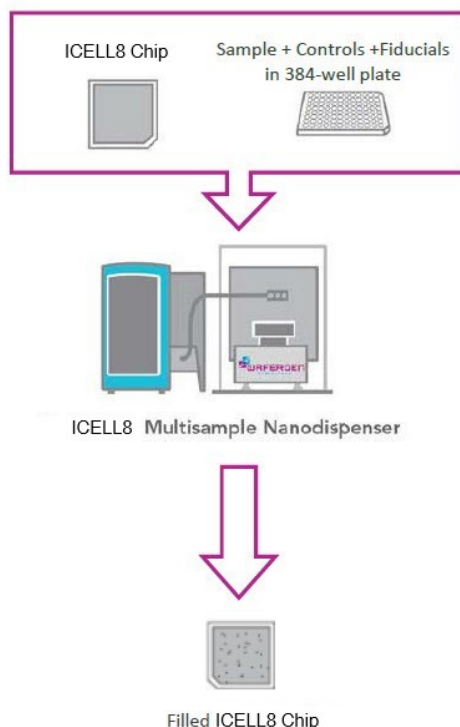 ICELL8 Chip
Sample + Controls +Fiducials
in 384-well plate
WAFERGEN
ICELL8 Multisample Nanodispenser
Filled ICELL8 Chip